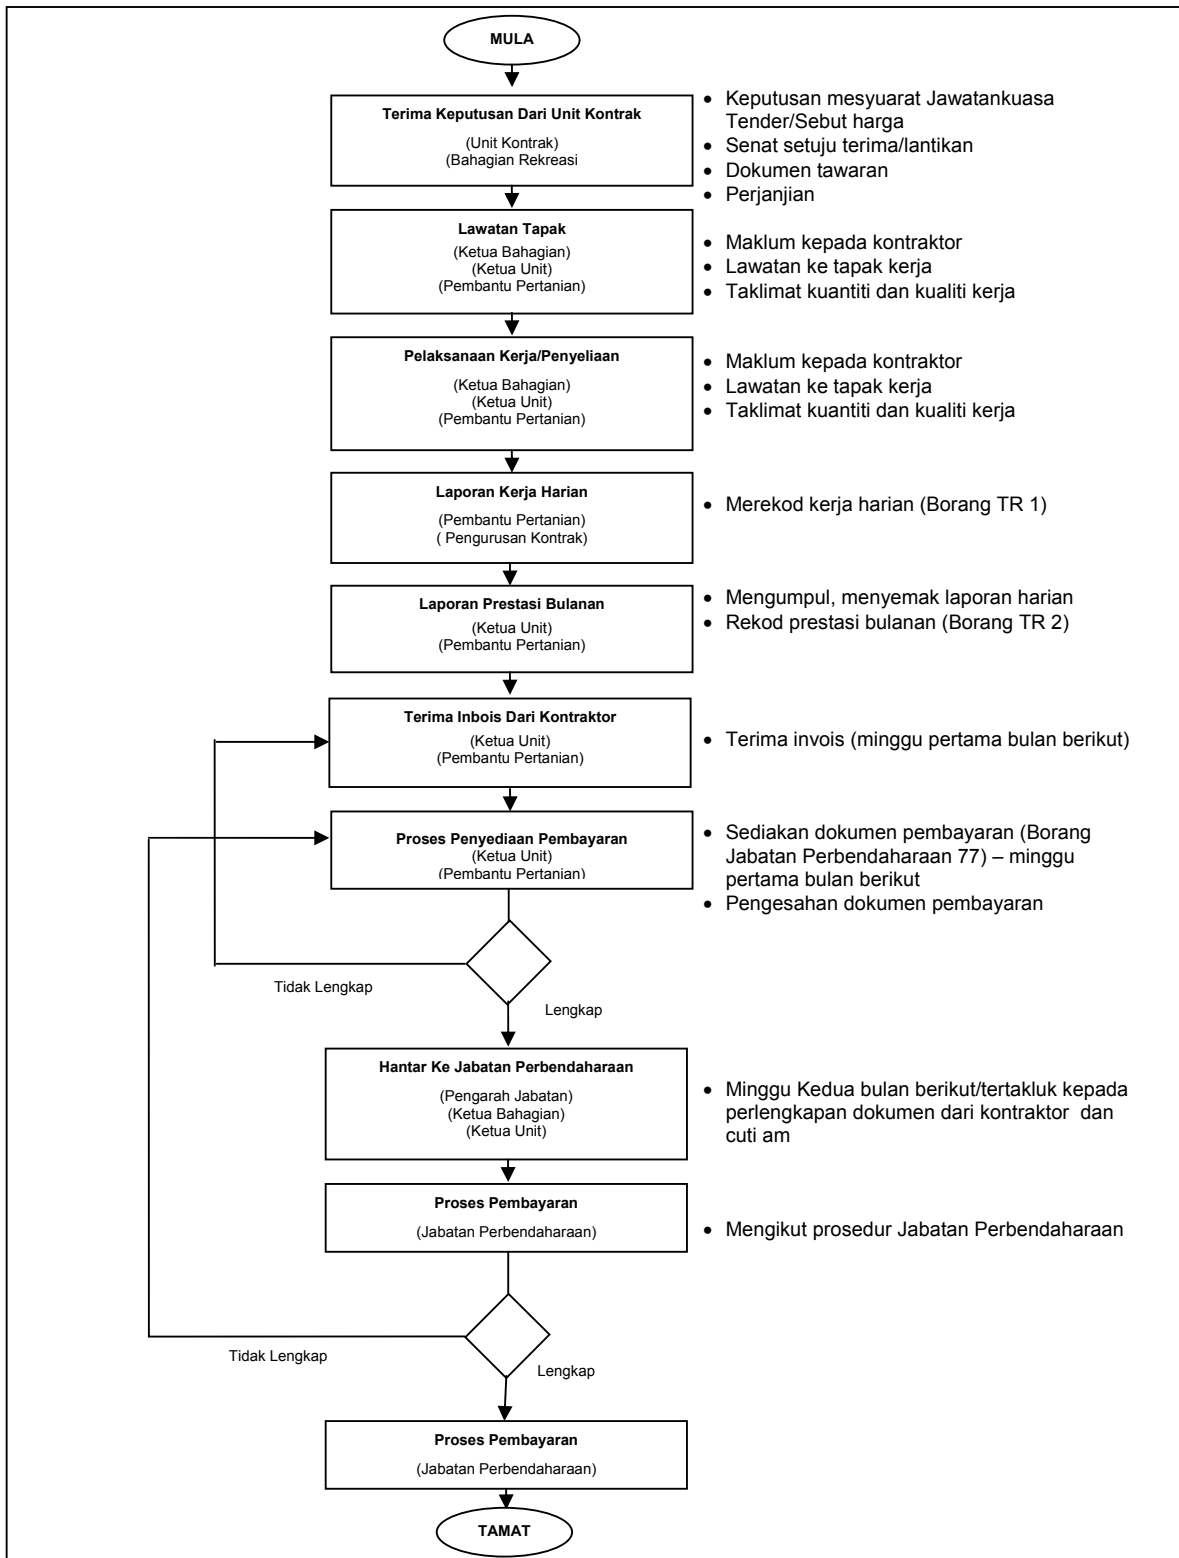 MULA
Terima Keputusan Dari Unit Kontrak
(Unit Kontrak)
(Bahagian Rekreasi
• Keputusan mesyuarat Jawatankuasa
Tender/Sebut harga
• Senat setuju terima/lantikan
• Dokumen tawaran
• Perjanjian
Lawatan Tapak
(Ketua Bahagian)
(Ketua Unit)
(Pembantu Pertanian)
• Maklum kepada kontraktor
• Lawatan ke tapak kerja
• Taklimat kuantiti dan kualiti kerja
Pelaksanaan Kerja/Penyeliaan
(Ketua Bahagian)
(Ketua Unit)
(Pembantu Pertanian)
• Maklum kepada kontraktor
• Lawatan ke tapak kerja
• Taklimat kuantiti dan kualiti kerja
Laporan Kerja Harian
(Pembantu Pertanian)
( Pengurusan Kontrak)
• Merekod kerja harian (Borang TR 1)
Laporan Prestasi Bulanan
(Ketua Unit)
(Pembantu Pertanian)
• Mengumpul, menyemak laporan harian
• Rekod prestasi bulanan (Borang TR 2)
Terima Inbois Dari Kontraktor
(Ketua Unit)
(Pembantu Pertanian)
• Terima invois (minggu pertama bulan berikut)
Proses Penyediaan Pembayaran
(Ketua Unit)
(Pembantu Pertanian)
• Sediakan dokumen pembayaran (Borang
Jabatan Perbendaharaan 77) – minggu
pertama bulan berikut
• Pengesahan dokumen pembayaran
Tidak Lengkap
Lengkap
Hantar Ke Jabatan Perbendaharaan
(Pengarah Jabatan)
(Ketua Bahagian)
(Ketua Unit)
• Minggu Kedua bulan berikut/tertakluk kepada
perlengkapan dokumen dari kontraktor dan
cuti am
Proses Pembayaran
(Jabatan Perbendaharaan)
• Mengikut prosedur Jabatan Perbendaharaan
Tidak Lengkap
Lengkap
Proses Pembayaran
(Jabatan Perbendaharaan)
TAMAT